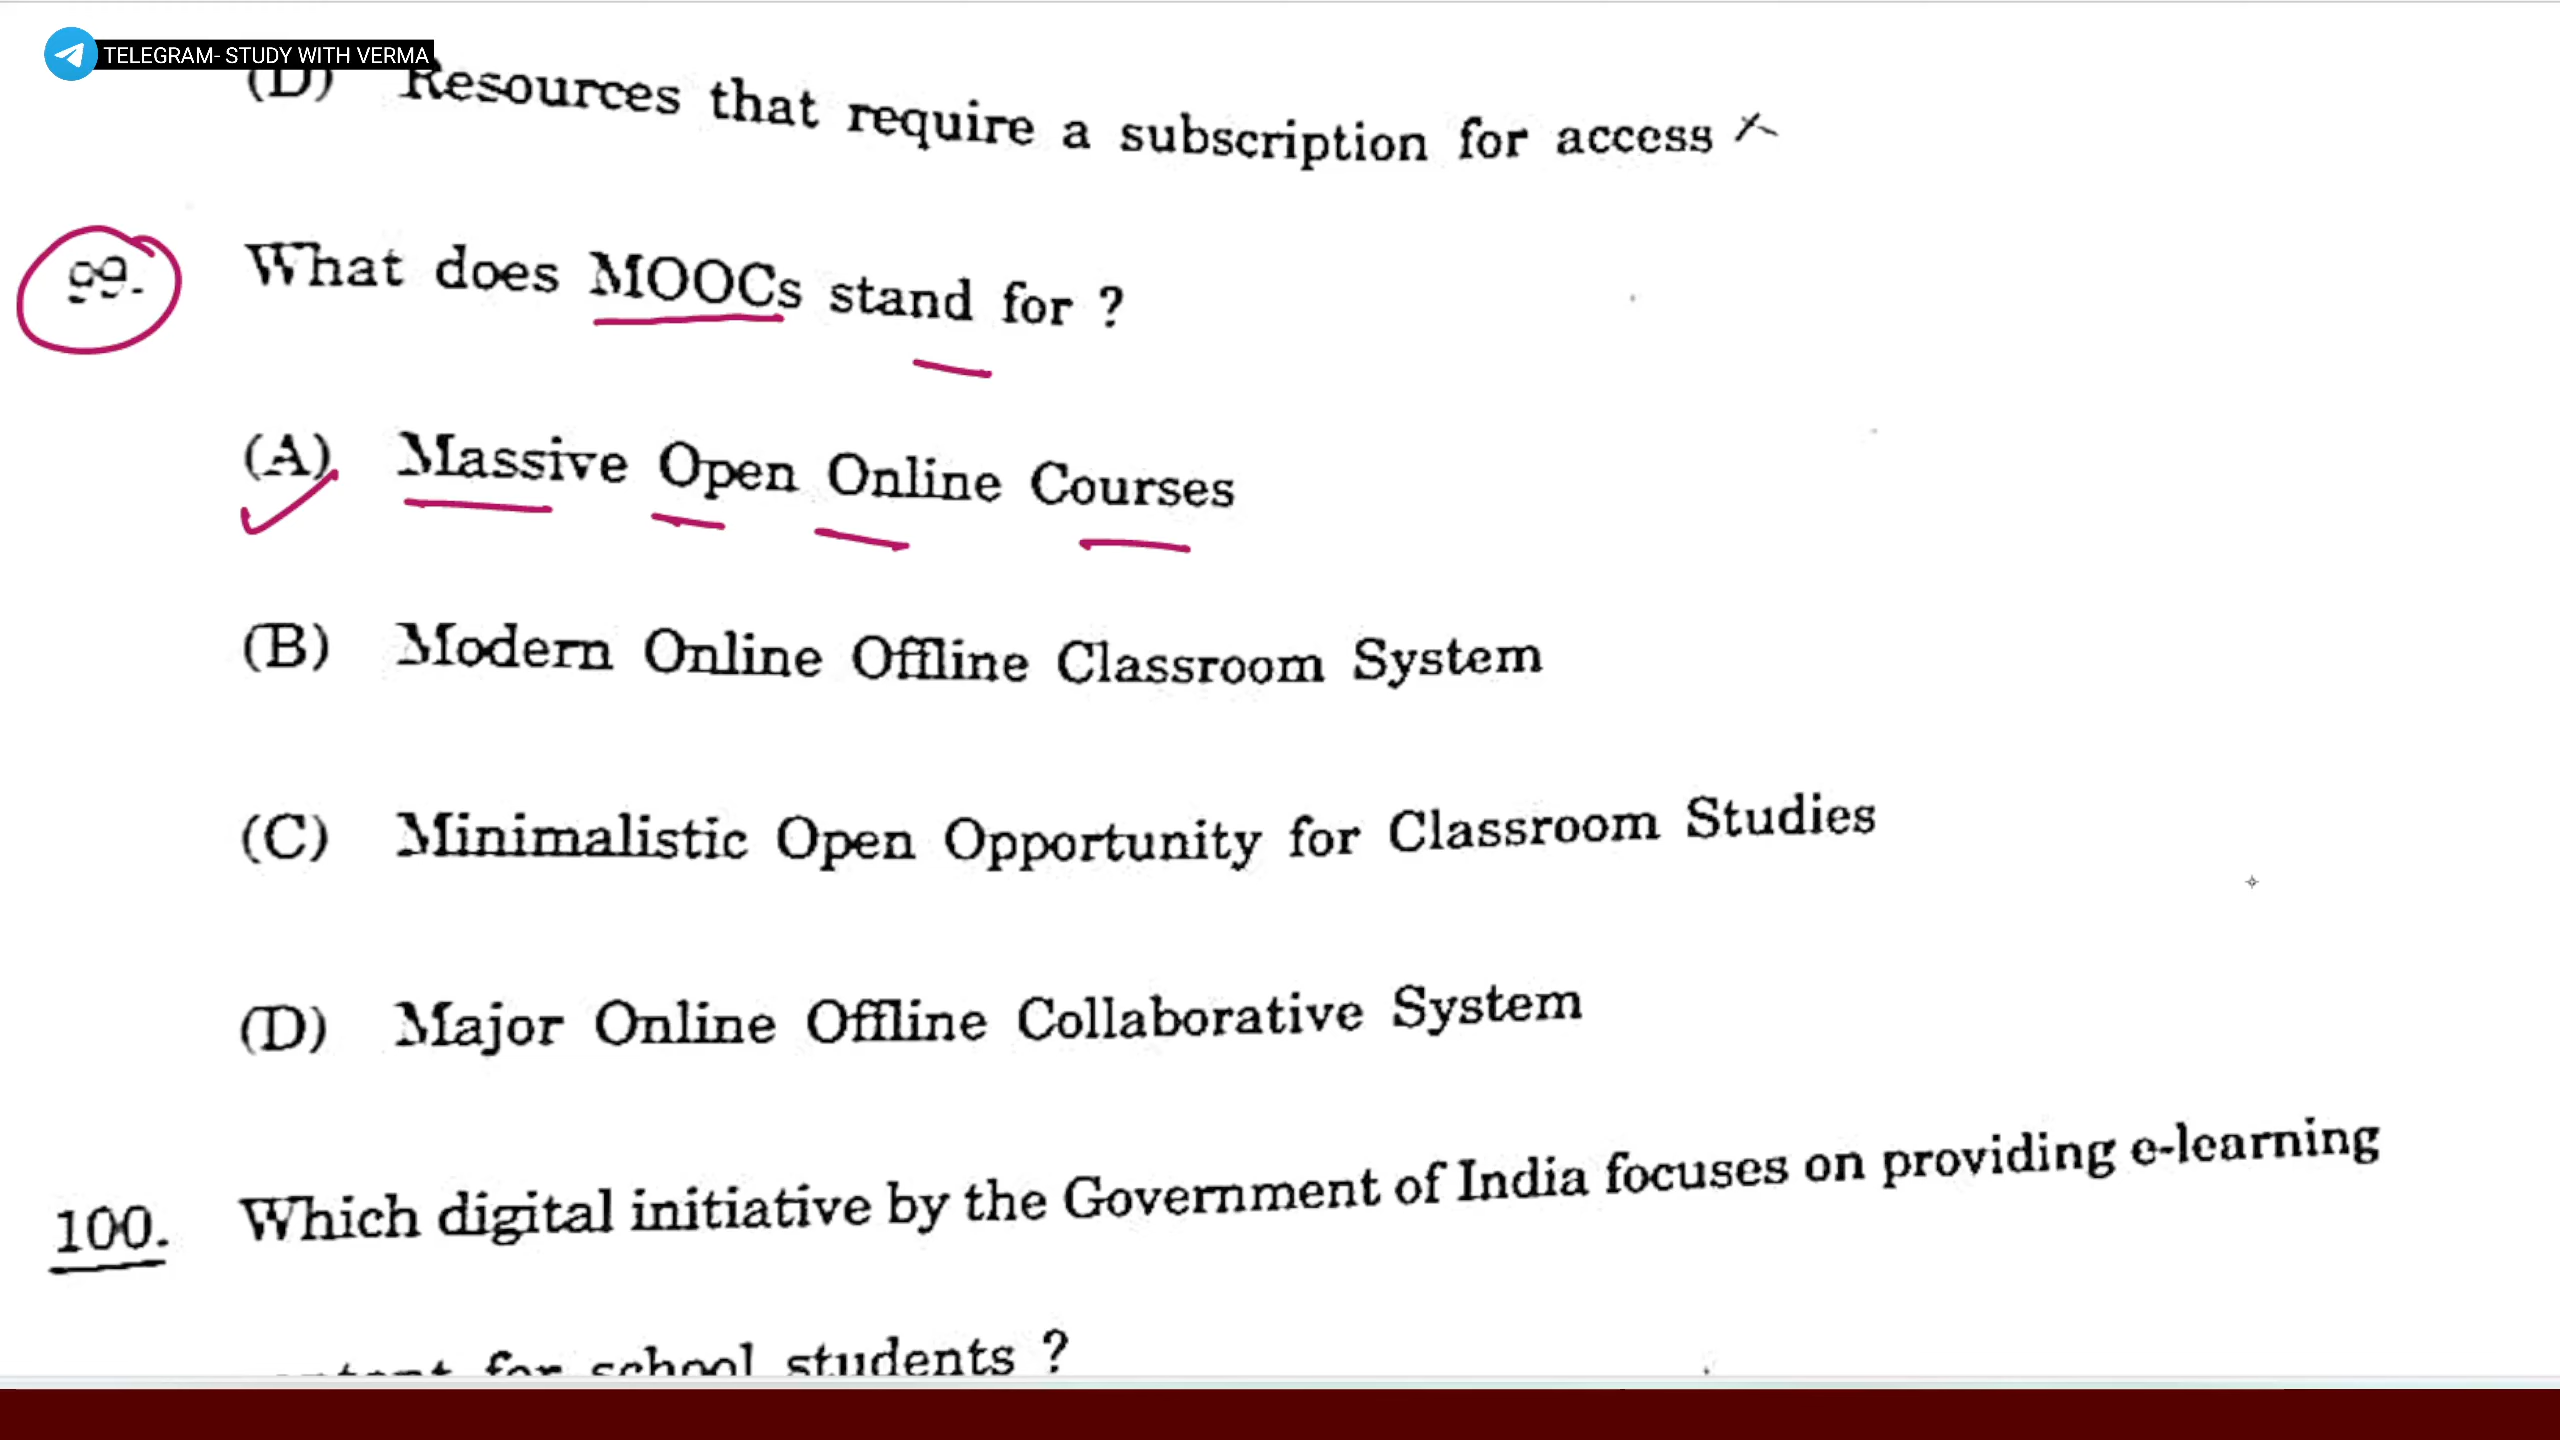 TELEGRAM- STUDY WITH VERMA
(D) Resources that require a subscription for access
99. What does MOOCs stand for ?
(A) Massive Open Online Courses
(B) Modern Online Offline Classroom System
(C) Minimalistic Open Opportunity for Classroom Studies
(D) Major Online Offline Collaborative System
100. Which digital initiative by the Government of India focuses on providing e-learning
for school students ?